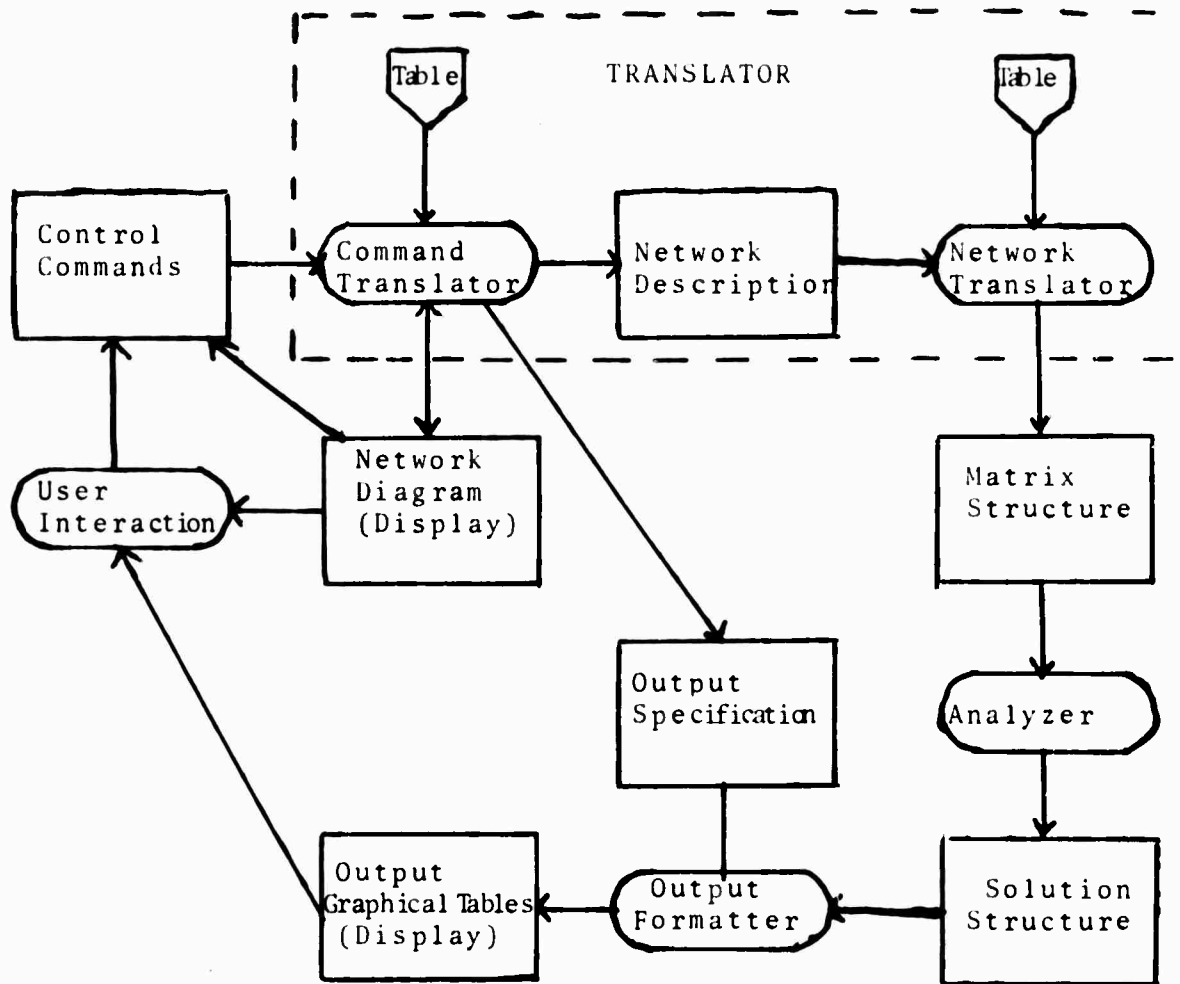 Table
TRANSLATOR
Table
Control
Commands
Command
Translator
Network
Description
Network
Translator
Network
Diagram
(Display)
User
Interaction
Matrix
Structure
Output
Specification
Analyzer
Output
Graphical Tables
(Display)
Output
Formatter
Solution
Structure